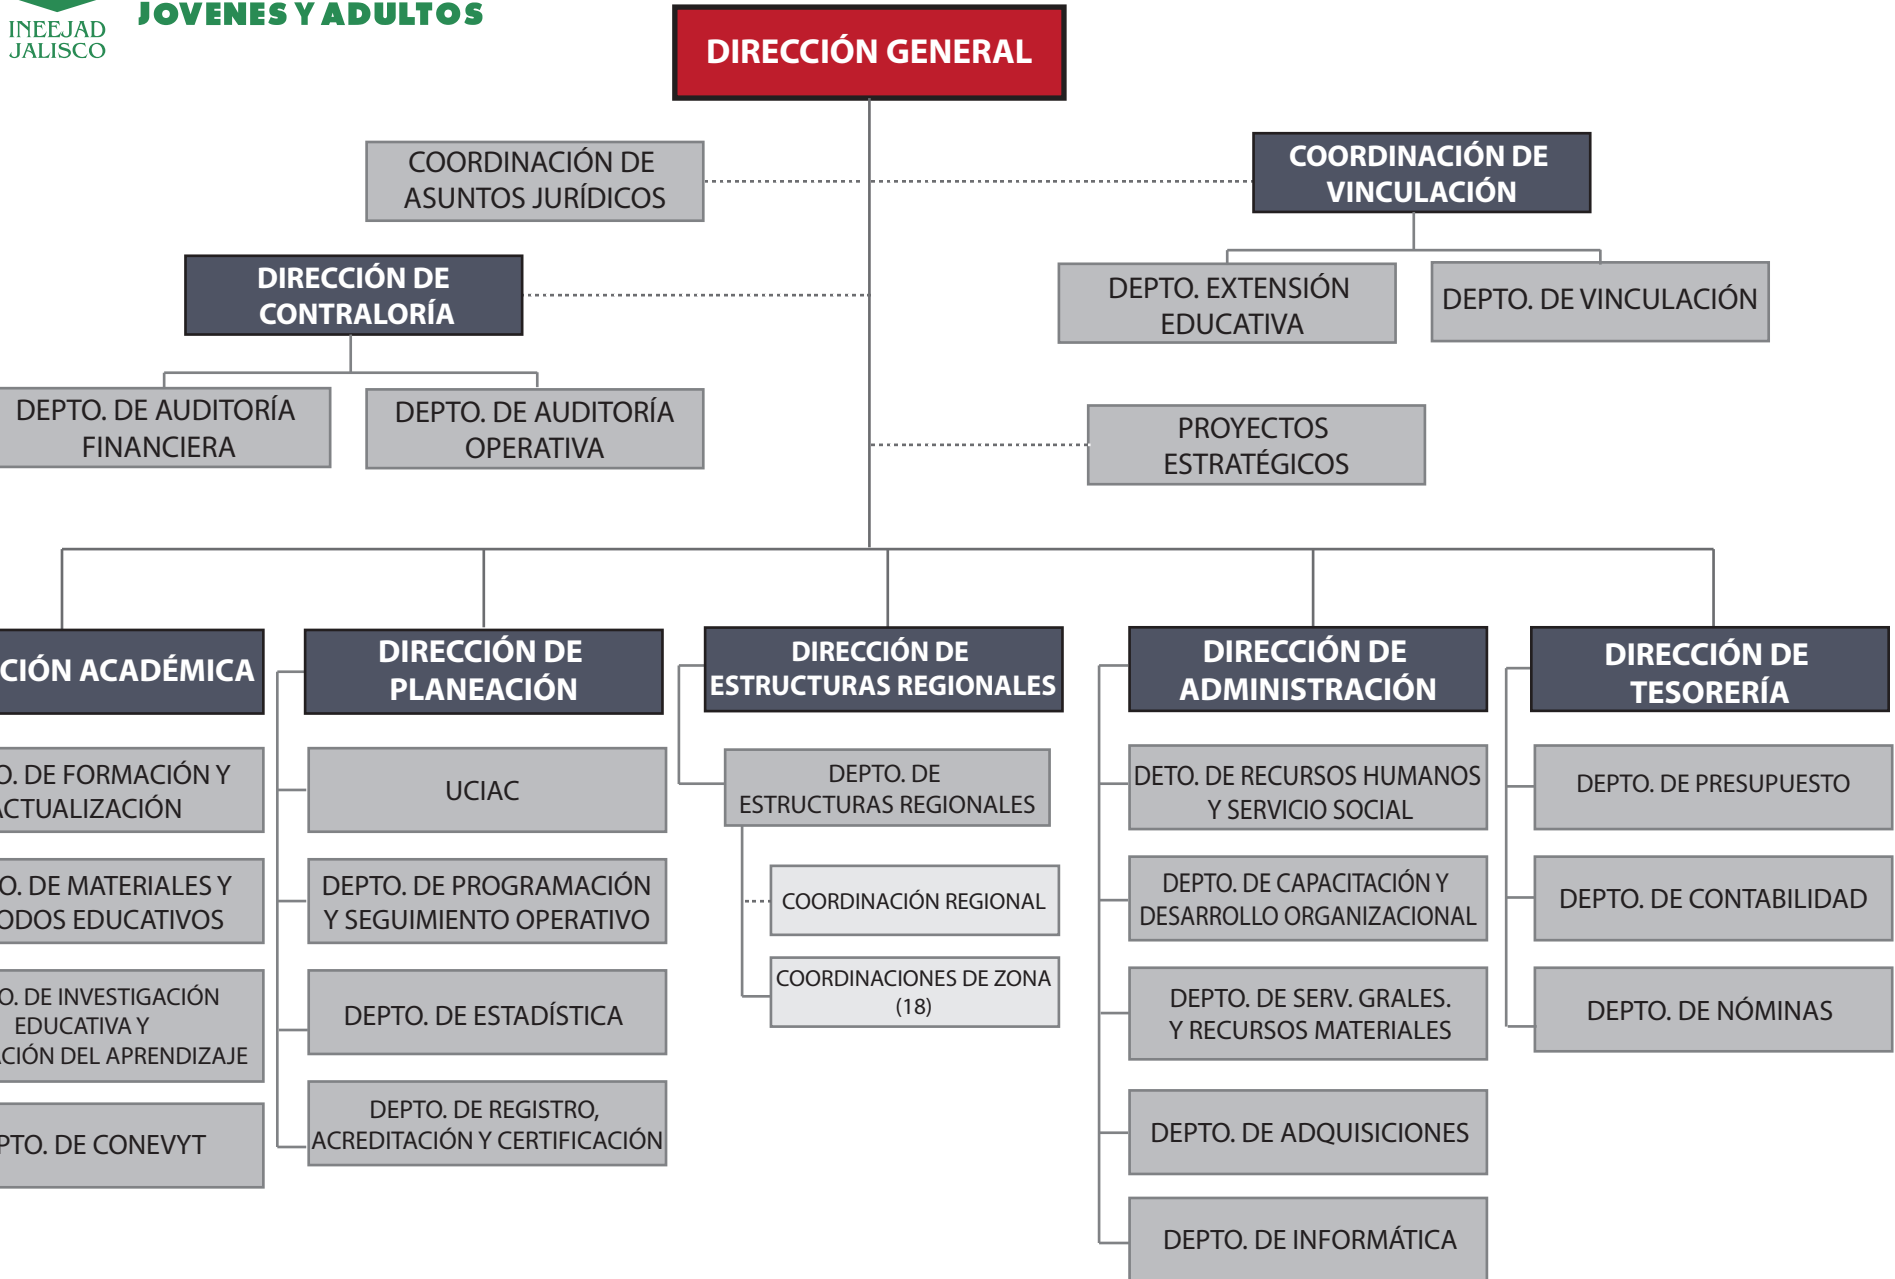 JOVENES Y ADULTOS
INEEJAD
JALISCO
DIRECCIÓN GENERAL
COORDINACIÓN DE
ASUNTOS JURÍDICOS
COORDINACIÓN DE
VINCULACIÓN
DIRECCIÓN DE
CONTRALORÍA
DEPTO. EXTENSIÓN
EDUCATIVA
DEPTO. DE VINCULACIÓN
DEPTO. DE AUDITORÍA
FINANCIERA
DEPTO. DE AUDITORÍA
OPERATIVA
PROYECTOS
ESTRATÉGICOS
CIÓN ACADÉMICA
O. DE FORMACIÓN Y
ACTUALIZACIÓN
O. DE MATERIALES Y
ODOS EDUCATIVOS
O. DE INVESTIGACIÓN
EDUCATIVA Y
ACIÓN DEL APRENDIZAJE
PTO. DE CONEVYT
DIRECCIÓN DE
PLANEACIÓN
UCIAC
DEPTO. DE PROGRAMACIÓN
Y SEGUIMIENTO OPERATIVO
DEPTO. DE ESTADÍSTICA
DEPTO. DE REGISTRO,
ACREDITACIÓN Y CERTIFICACIÓN
DIRECCIÓN DE
ESTRUCTURAS REGIONALES
DEPTO. DE
ESTRUCTURAS REGIONALES
COORDINACIÓN REGIONAL
COORDINACIONES DE ZONA
(18)
DIRECCIÓN DE
ADMINISTRACIÓN
DETO. DE RECURSOS HUMANOS
Y SERVICIO SOCIAL
DEPTO. DE CAPACITACIÓN Y
DESARROLLO ORGANIZACIONAL
DEPTO. DE SERV. GRALES.
Y RECURSOS MATERIALES
DEPTO. DE ADQUISICIONES
DEPTO. DE INFORMÁTICA
DIRECCIÓN DE
TESORERÍA
DEPTO. DE PRESUPUESTO
DEPTO. DE CONTABILIDAD
DEPTO. DE NÓMINAS